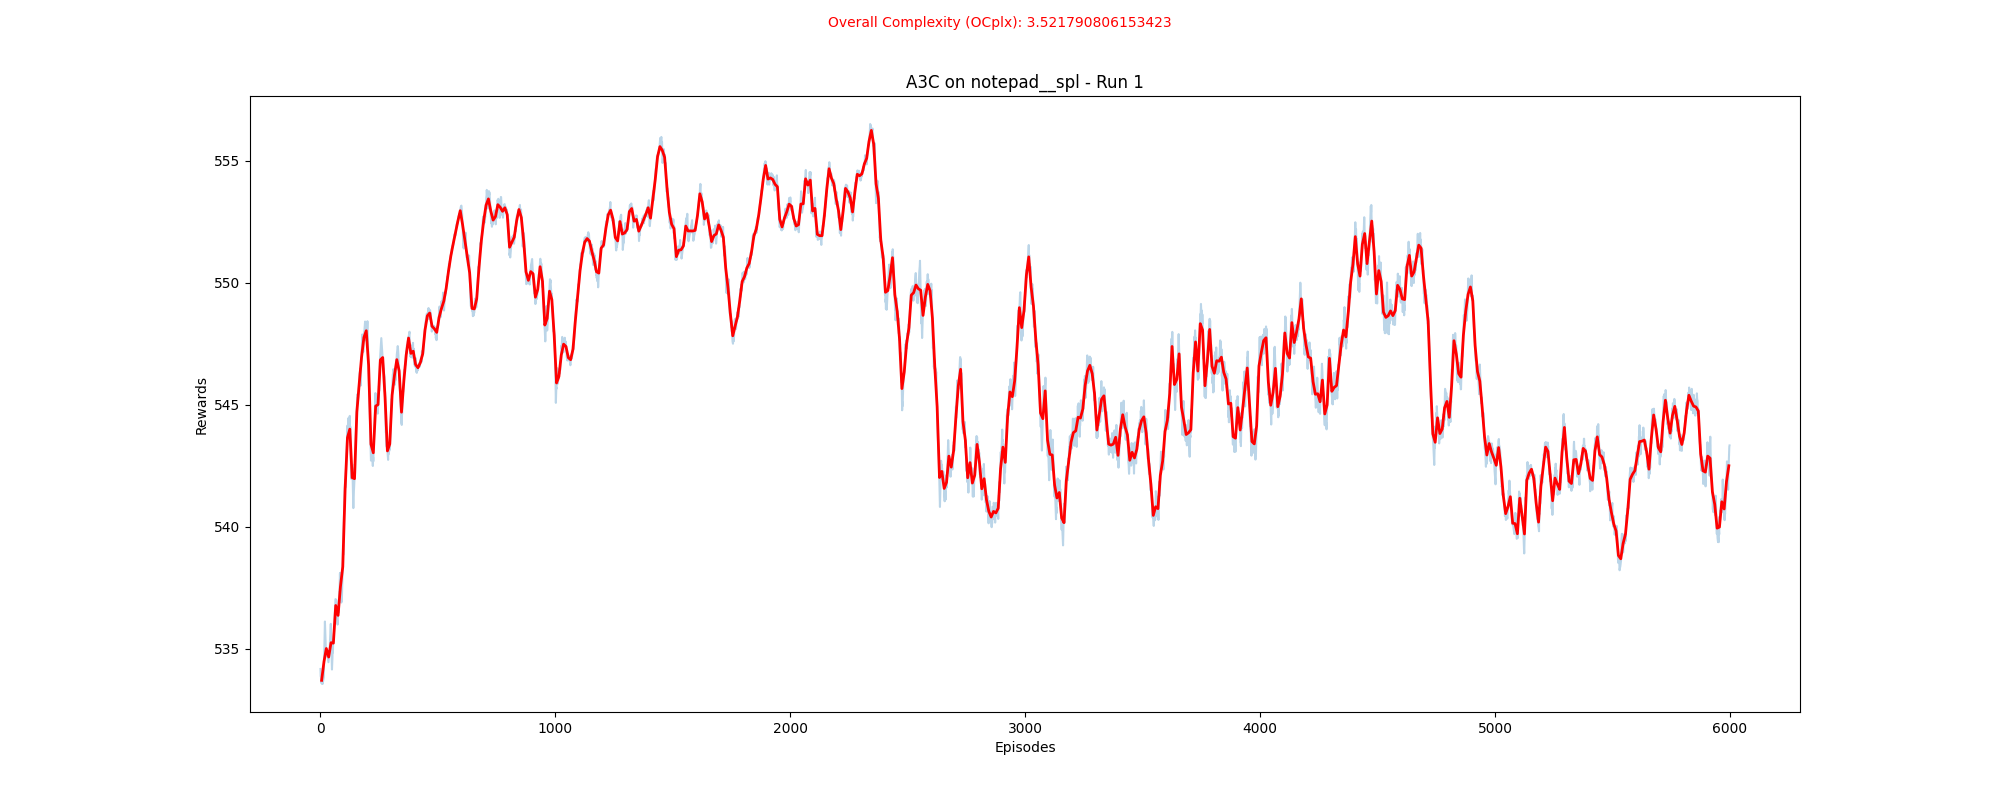 Overall Complexity (OCplx): 3.521790806153423
A3C on notepad__spl - Run 1
555
550
545
540
535
Rewards
0 1000 2000 3000 4000 5000 6000
Episodes